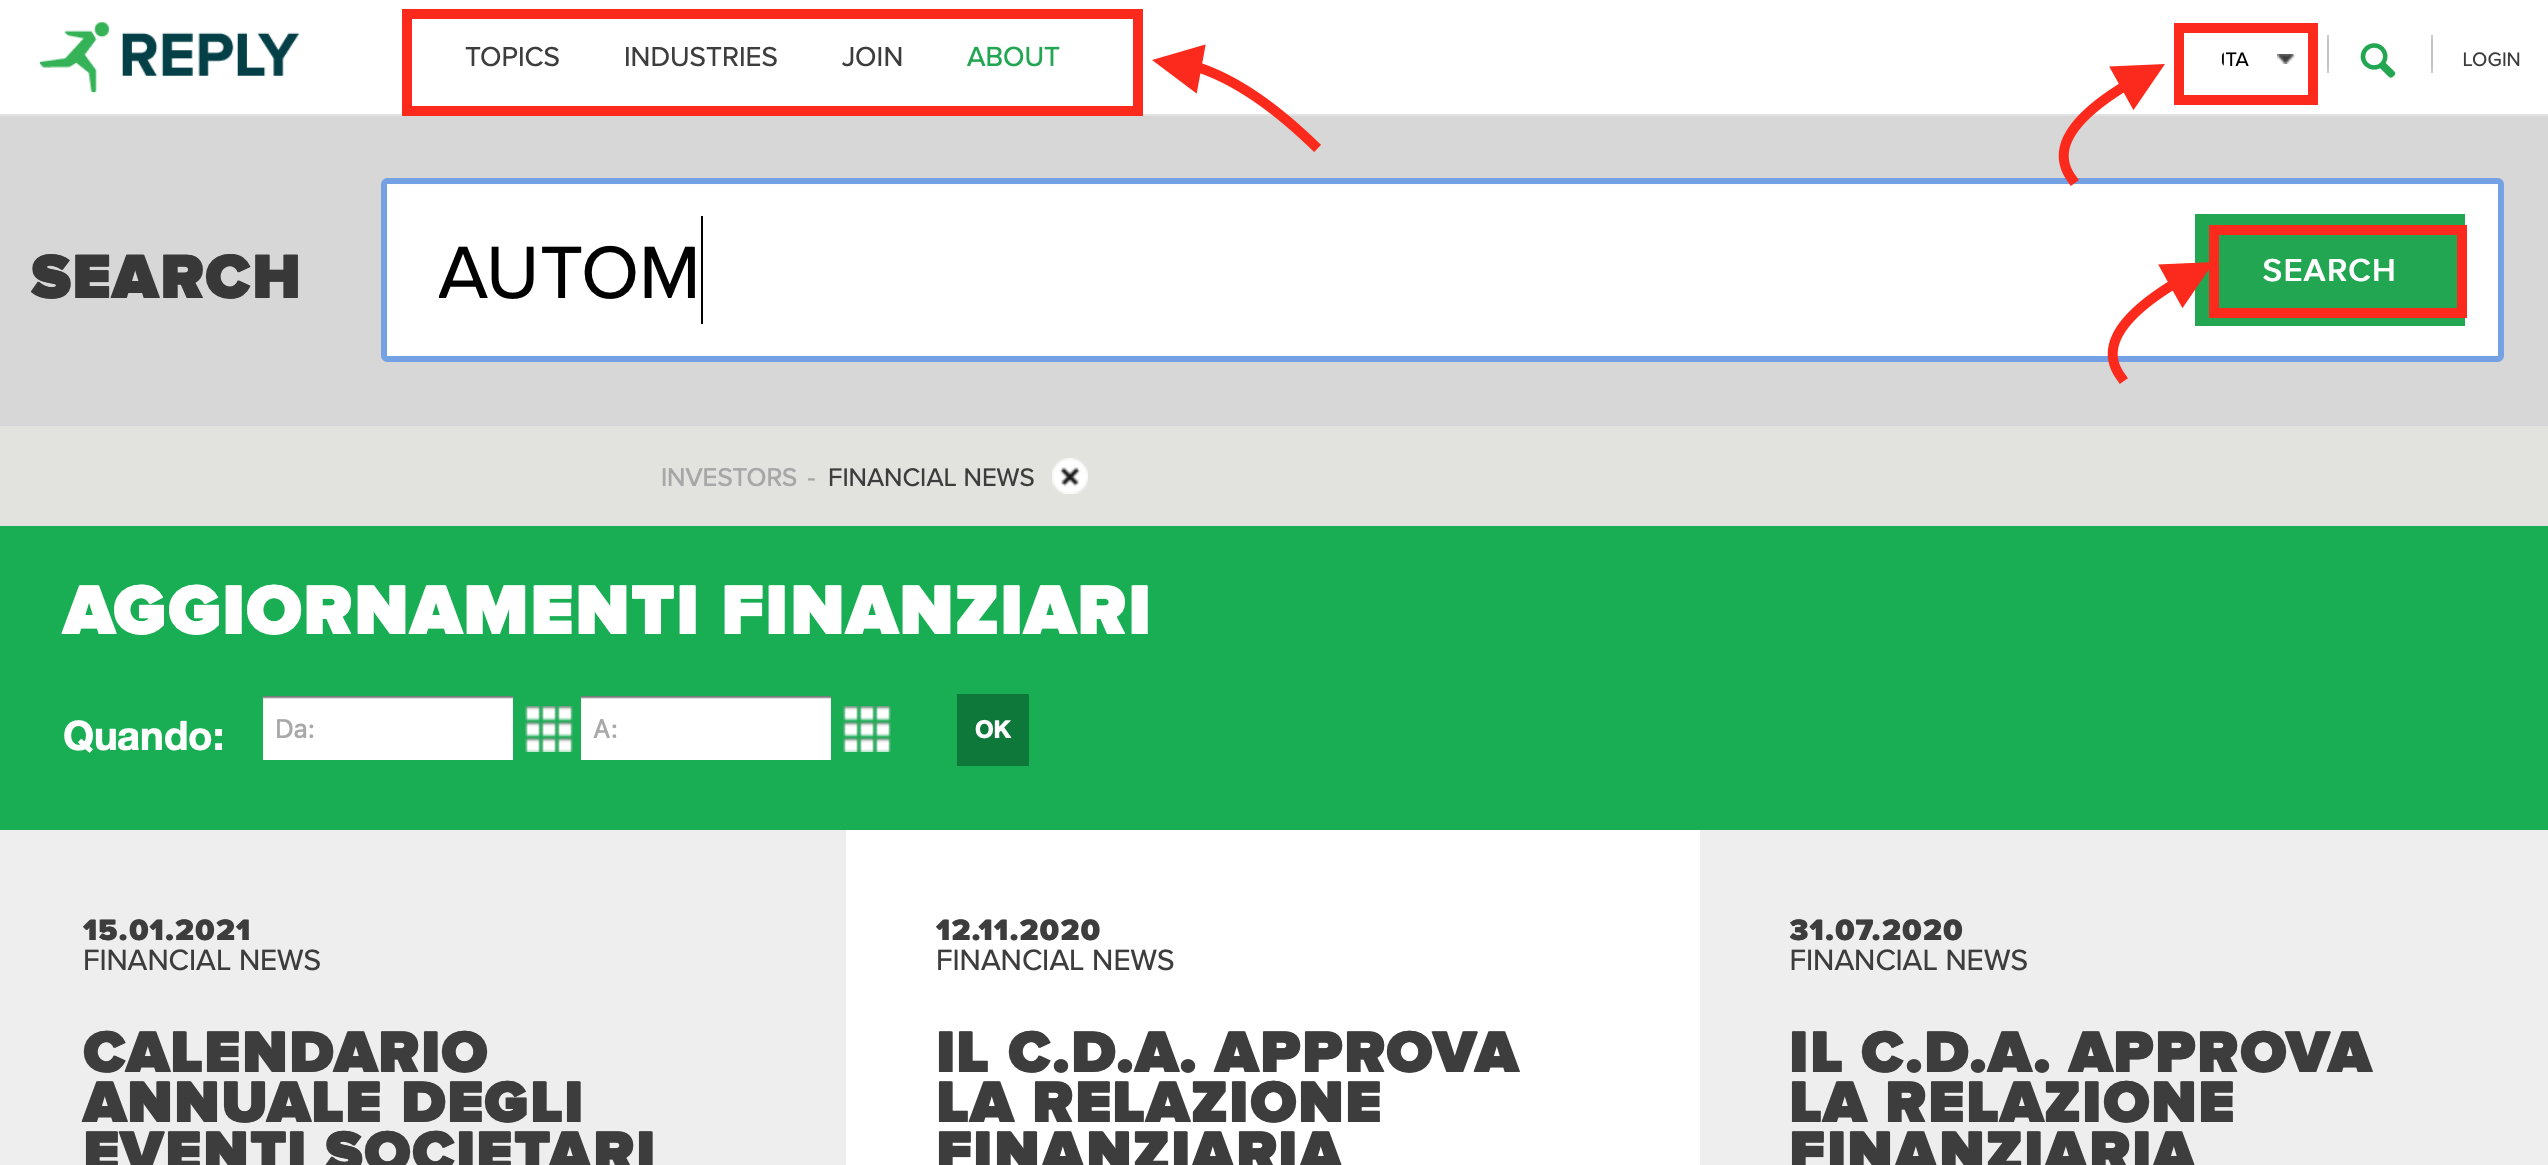 REPLY
TOPICS INDUSTRIES JOIN ABOUT
ITA
LOGIN
SEARCH
AUTOM
SEARCH
INVESTORS - FINANCIAL NEWS
AGGIORNAMENTI FINANZIARI
Quando:
Da:
A:
OK
15.01.2021
FINANCIAL NEWS
CALENDARIO
ANNUALE DEGLI
EVENTI SOCIETARI
12.11.2020
FINANCIAL NEWS
IL C.D.A. APPROVA
LA RELAZIONE
FINANZIARIA
31.07.2020
FINANCIAL NEWS
IL C.D.A. APPROVA
LA RELAZIONE
FINANZIARIA